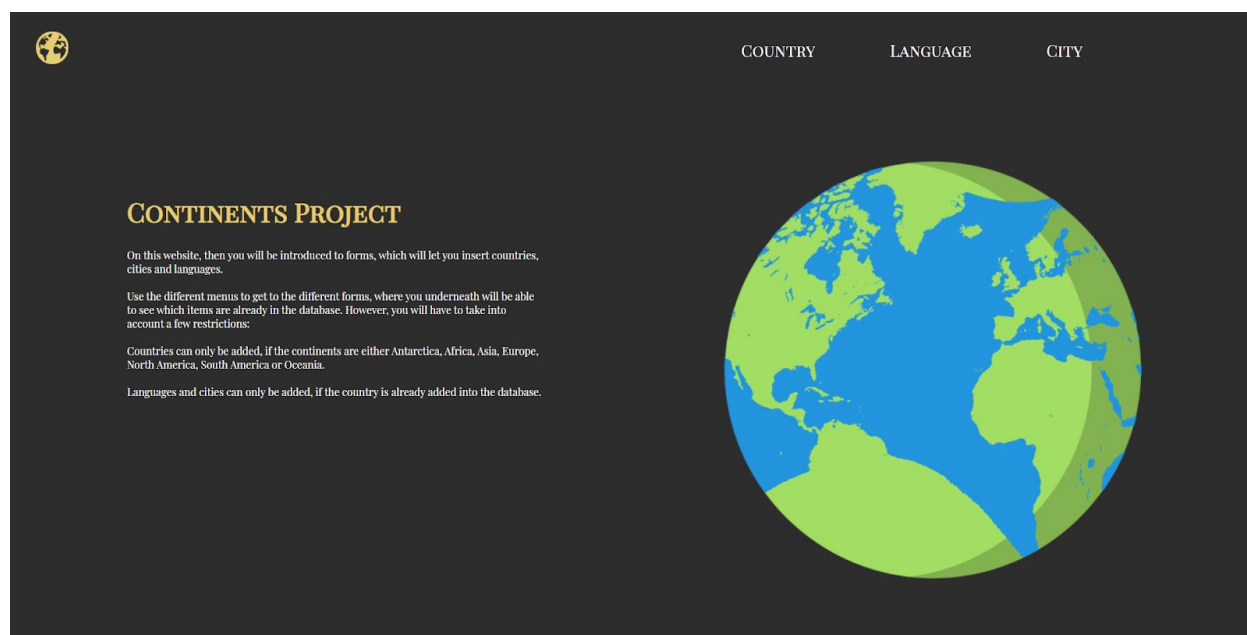 Country Language City
Continents Project
On this website, then you will be introduced to forms, which will let you insert countries,
cities and languages.
Use the different menus to get to the different forms, where you underneath will be able
to see which items are already in the database. However, you will have to take into
account a few restrictions:
Countries can only be added, if the continents are either Antarctica, Africa, Asia, Europe,
North America, South America or Oceania.
Languages and cities can only be added, if the country is already added into the database.